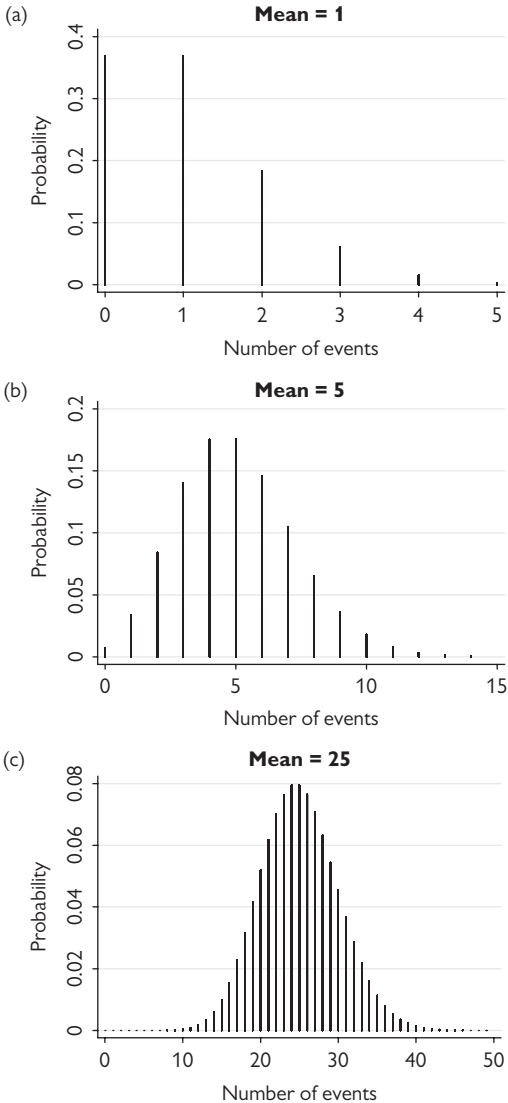 (a)
Mean = 1
0.4
0.3
0.2
0.1
0
Probability
0 1 2 3 4 5
Number of events
(b)
Mean = 5
0.2
0.15
0.1
0.05
0
Probability
0 5 10 15
Number of events
(c)
Mean = 25
0.08
0.06
0.04
0.02
0
Probability
0 10 20 30 40 50
Number of events